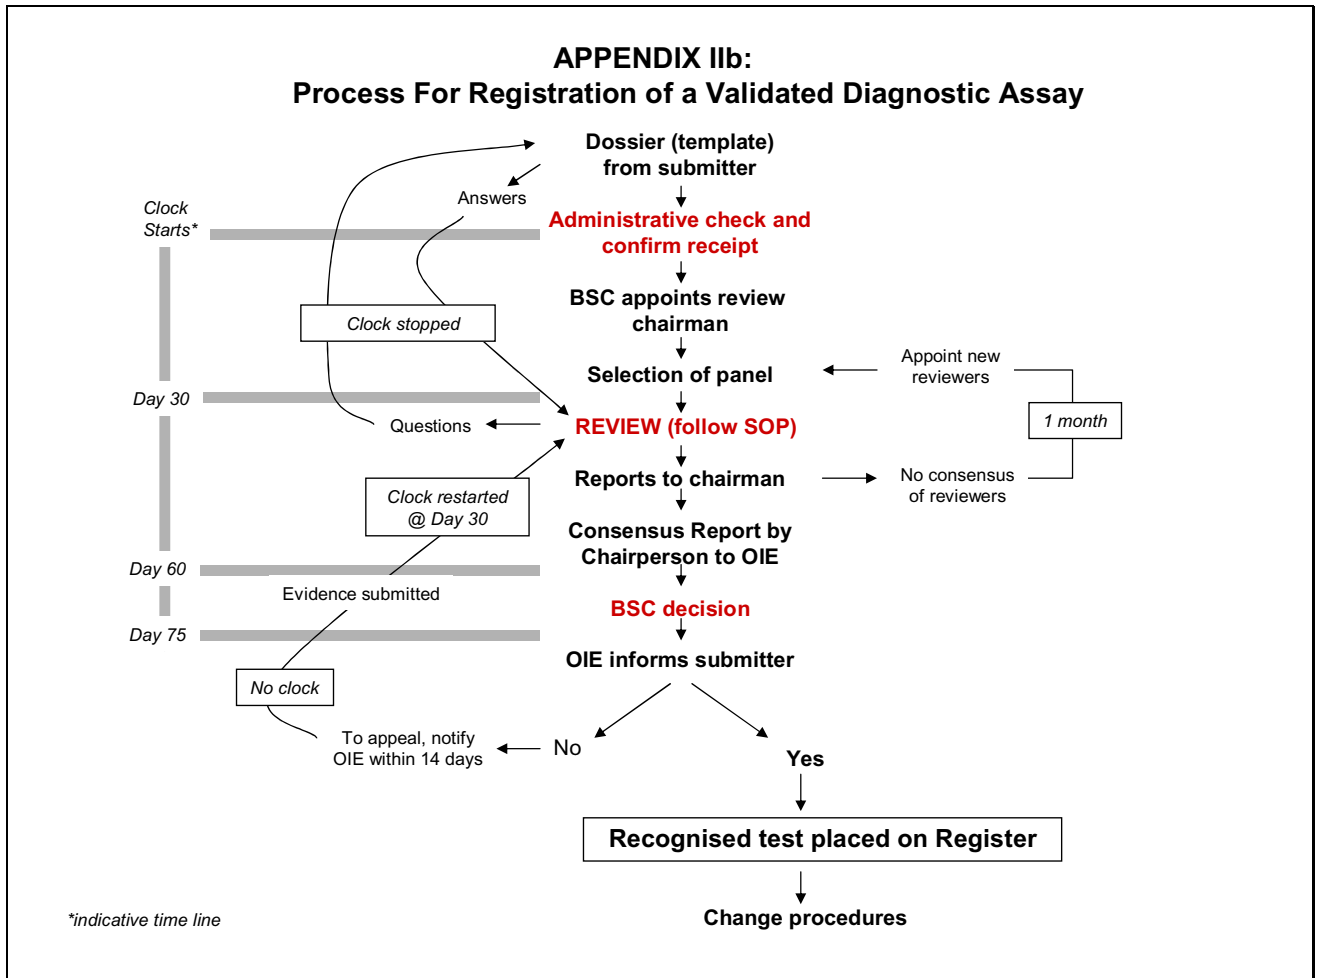 APPENDIX IIb:
Process For Registration of a Validated Diagnostic Assay
Dossier (template)
from submitter
Answers
Clock
Starts*
Administrative check and
confirm receipt
BSC appoints review
chairman
Clock stopped
Selection of panel
Appoint new
reviewers
Day 30
Questions
REVIEW (follow SOP)
1 month
Reports to chairman
No consensus
of reviewers
Clock restarted
@ Day 30
Consensus Report by
Chairperson to OIE
Day 60
Evidence submitted
BSC decision
Day 75
OIE informs submitter
No clock
To appeal, notify
OIE within 14 days
No
Yes
Recognised test placed on Register
Change procedures
*indicative time line